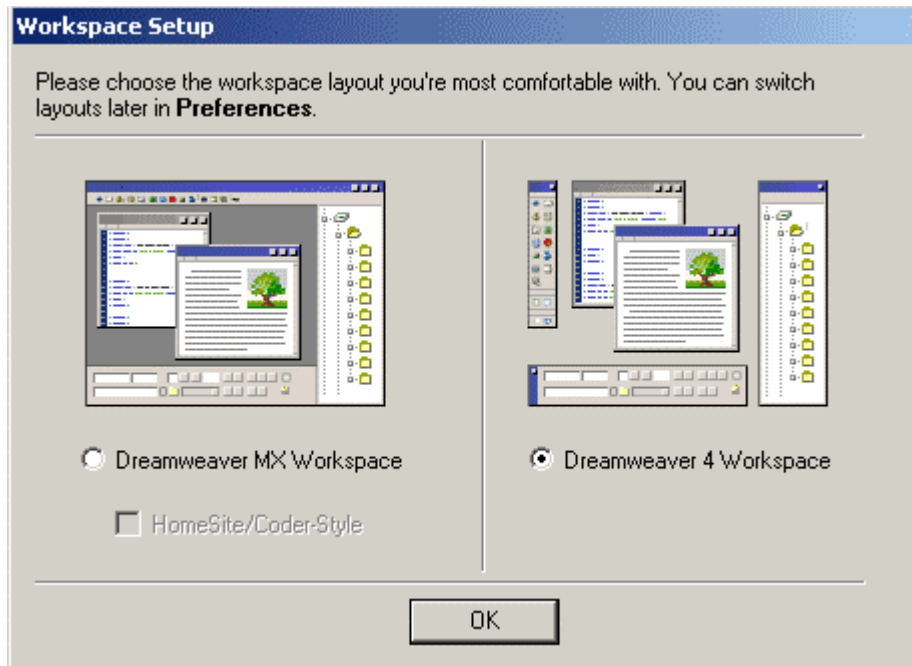 Workspace Setup
Please choose the workspace layout you're most comfortable with. You can switch
layouts later in Preferences.
Dreamweaver MX Workspace
Dreamweaver 4 Workspace
HomeSite/Coder-Style
OK